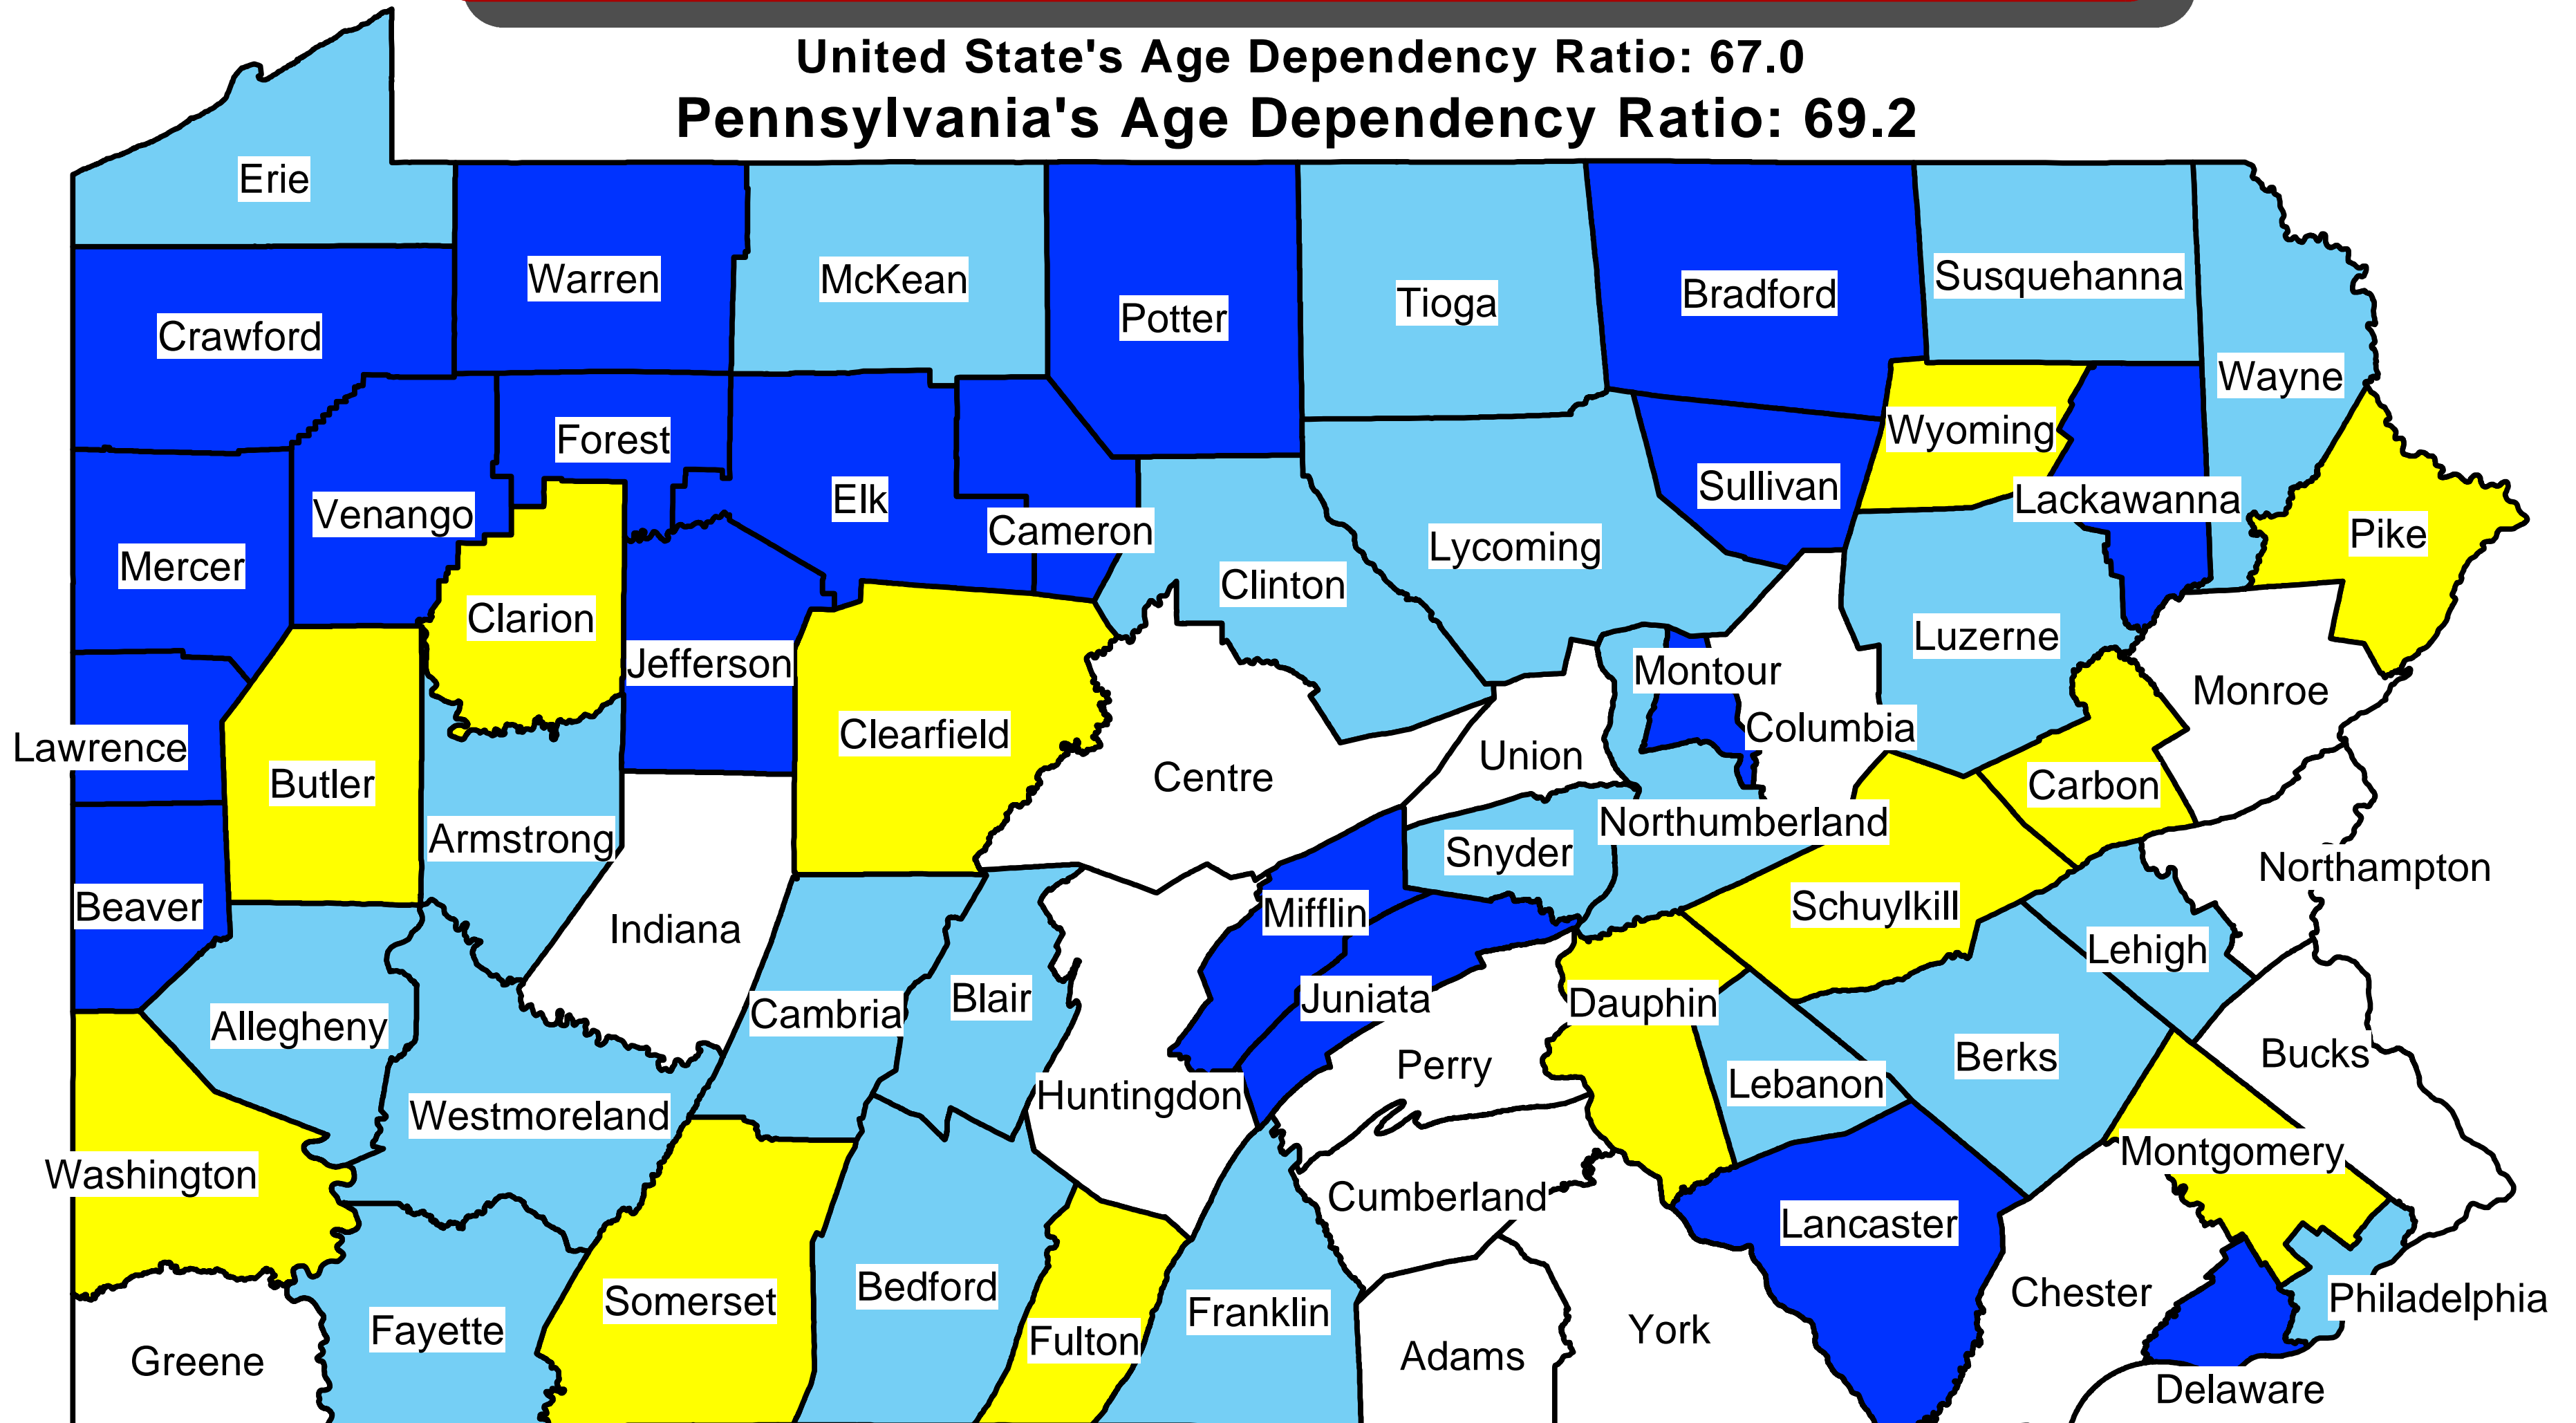 United State's Age Dependency Ratio: 67.0
Pennsylvania's Age Dependency Ratio: 69.2
Erie
Warren
McKean
Potter
Tioga
Bradford
Susquehanna
Wayne
Crawford
Forest
Venango
Elk
Cameron
Sullivan
Wyoming
Lackawanna
Pike
Mercer
Clarion
Jefferson
Clinton
Lycoming
Luzerne
Monroe
Montour
Columbia
Lawrence
Butler
Clearfield
Centre
Union
Carbon
Armstrong
Snyder
Northumberland
Northampton
Beaver
Indiana
Mifflin
Schuylkill
Lehigh
Allegheny
Cambria
Blair
Juniata
Dauphin
Westmoreland
Huntingdon
Perry
Lebanon
Berks
Bucks
Washington
Cumberland
Lancaster
Montgomery
Somerset
Bedford
Franklin
Chester
Philadelphia
Greene
Fayette
Fulton
Adams
York
Delaware